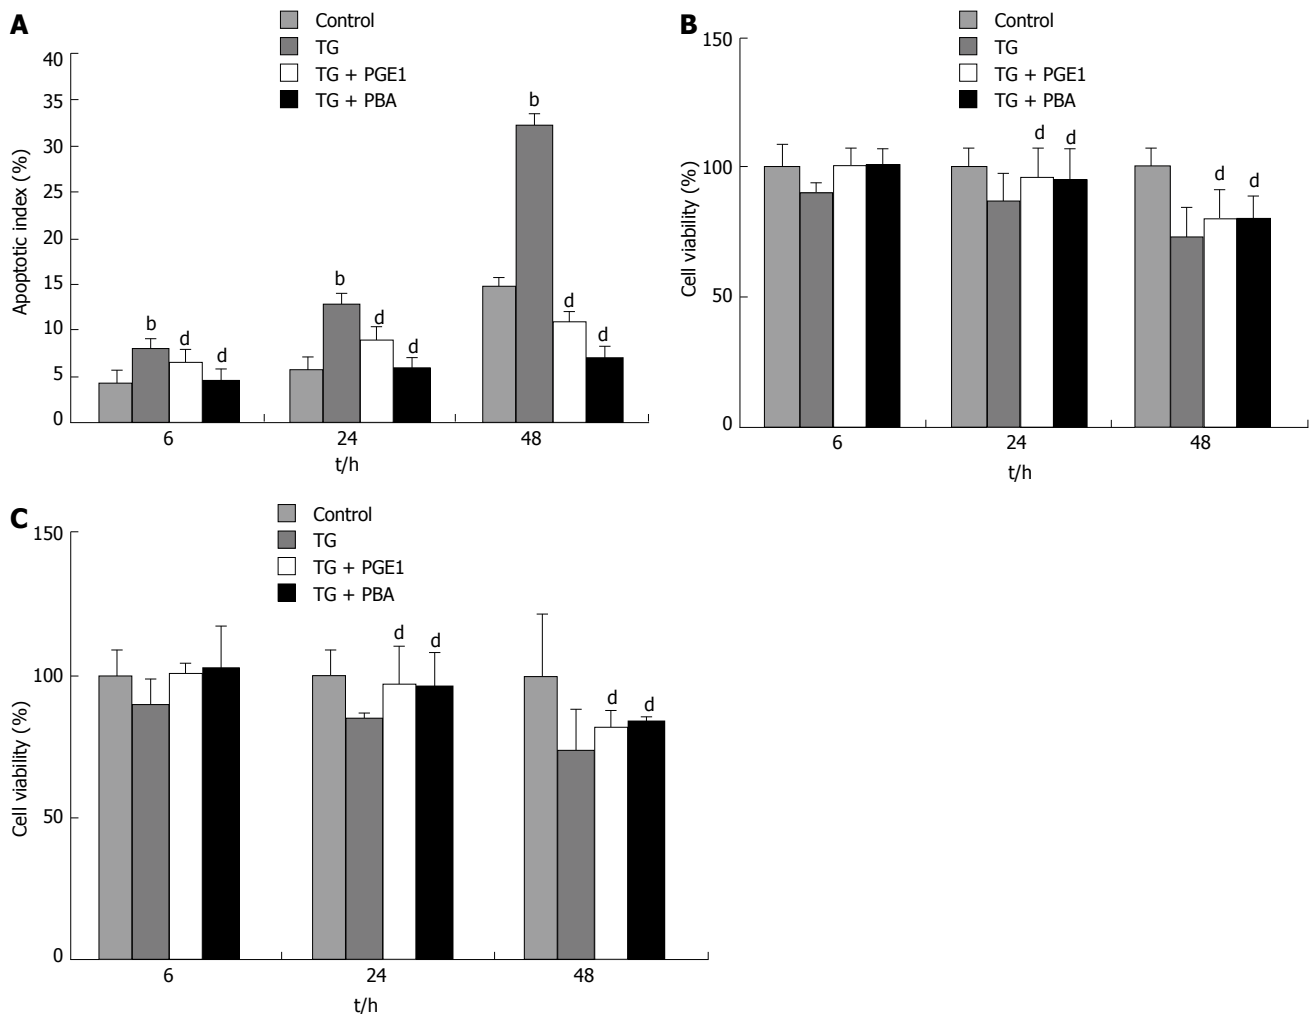 A
Control
TG
TG + PGE1
TG + PBA
Apoptotic index (%)
40
35
30
25
20
15
10
5
0
b
d
d
b
d
d
b
d
d
6
24
48
t/h
B
Control
TG
TG + PGE1
TG + PBA
Cell viability (%)
150
100
50
0
d
d
d
d
6
24
48
t/h
C
Control
TG
TG + PGE1
TG + PBA
Cell viability (%)
150
100
50
0
d
d
d
d
6
24
48
t/h